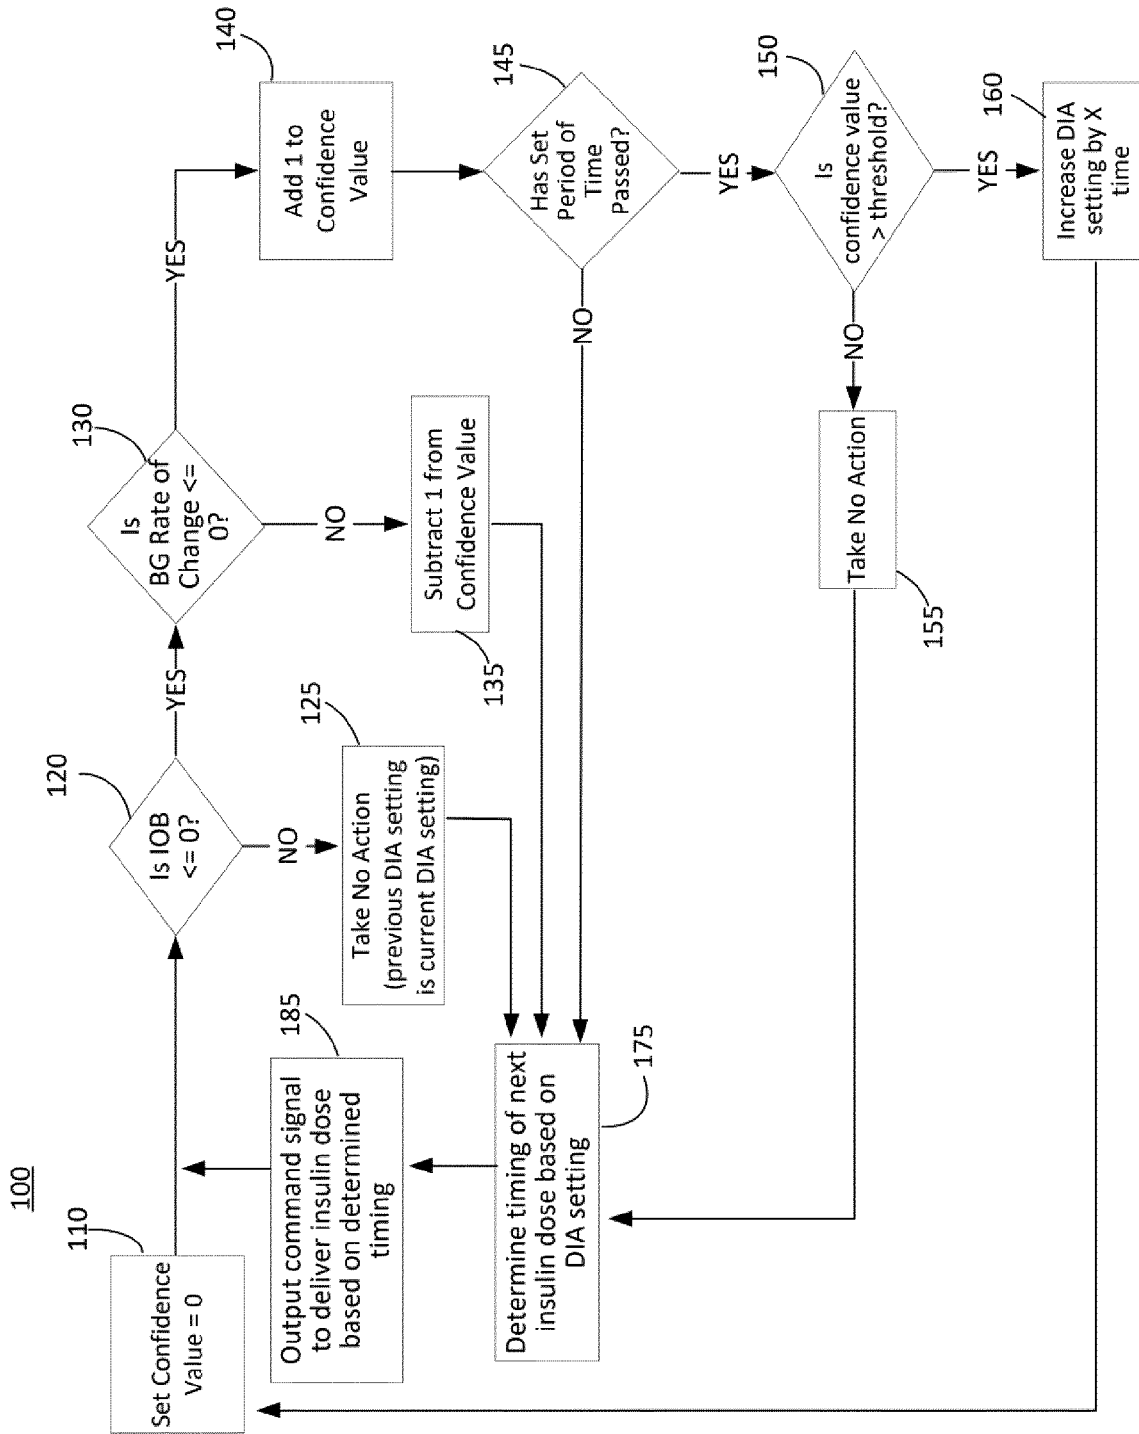 100
110
Set Confidence
Value = 0
120
Is IOB
<= 0?
YES
NO
125
Take No Action
(previous DIA setting
is current DIA setting)
130
Is
BG Rate of
Change <=
0?
YES
NO
135
Subtract 1 from
Confidence Value
140
Add 1 to
Confidence
Value
145
Has Set
Period of
Time
Passed?
YES
NO
150
Is
confidence value
> threshold?
YES
NO
155
Take No Action
160
Increase DIA
setting by X
time
175
Determine timing of next
insulin dose based on
DIA setting
185
Output command signal
to deliver insulin dose
based on determined
timing